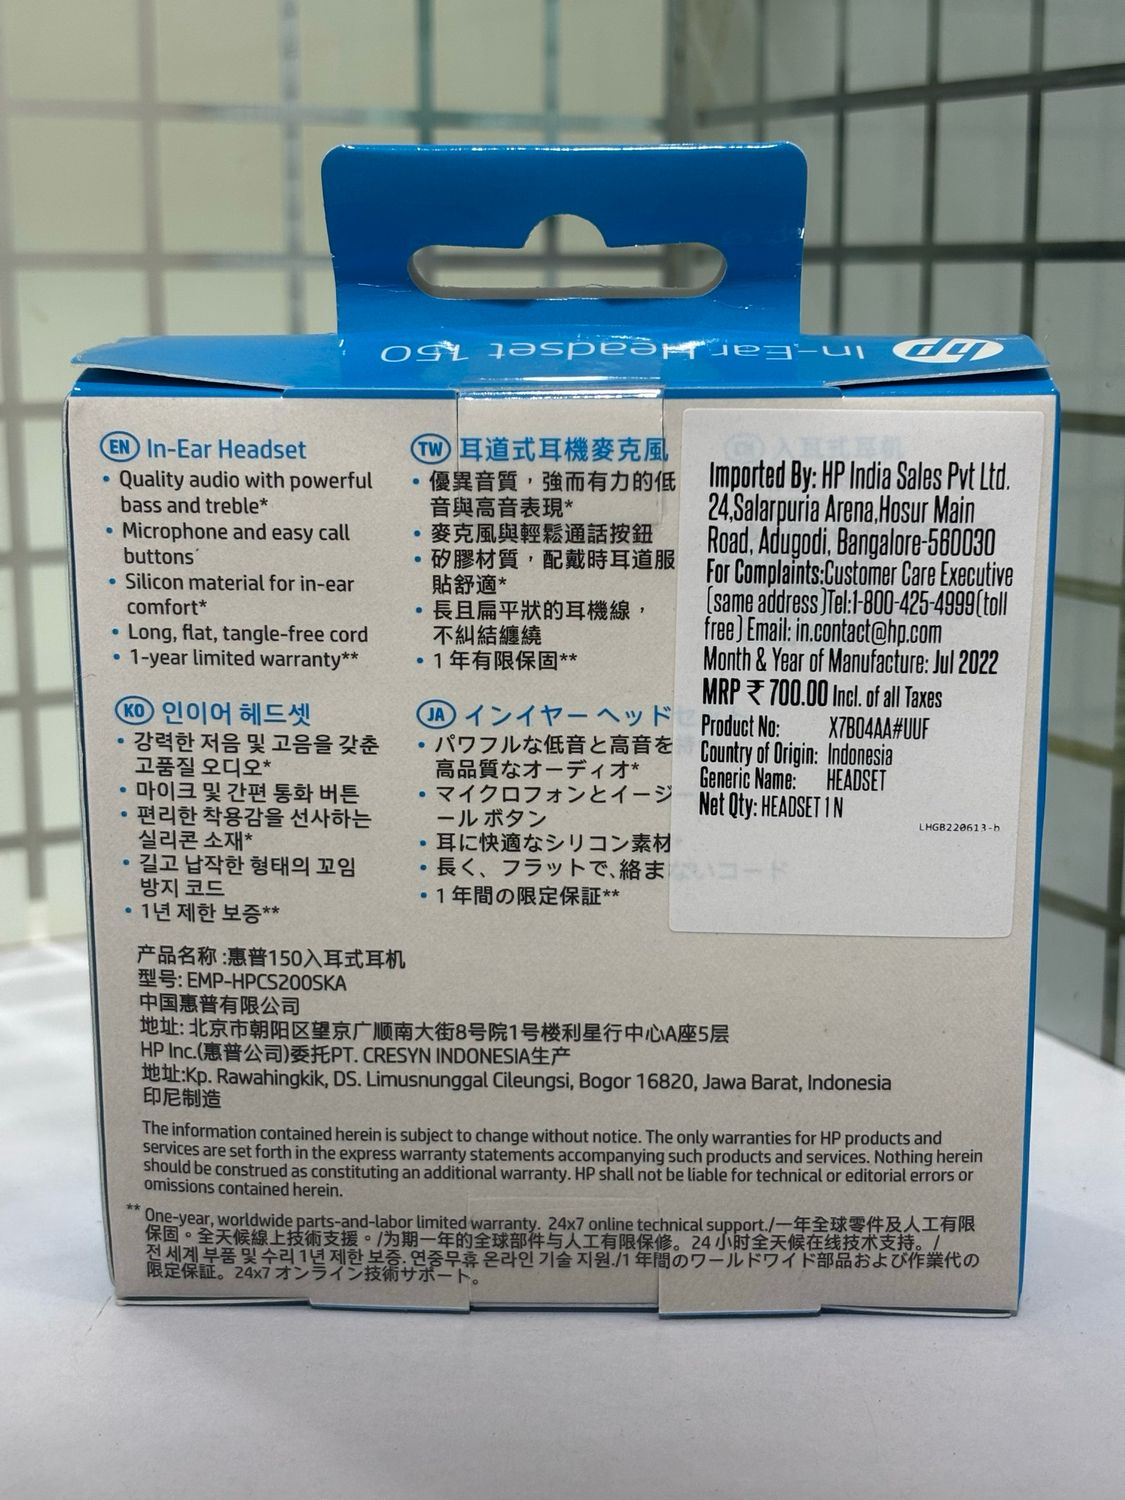 In-Ear Headset 150
hp
EN In-Ear Headset
• Quality audio with powerful
bass and treble*
• Microphone and easy call
buttons
• Silicon material for in-ear
comfort*
• Long, flat, tangle-free cord
• 1-year limited warranty**
TW 耳道式耳機麥克風
• 優異音質，強而有力的低
音與高音表現*
• 麥克風與輕鬆通話按鈕
• 矽膠材質，配戴時耳道服
貼舒適*
• 長且扁平狀的耳機線，
不糾結纏繞
• 1 年有限保固**
KO 인이어 헤드셋
• 강력한 저음 및 고음을 갖춘
고품질 오디오*
• 마이크 및 간편 통화 버튼
• 편리한 착용감을 선사하는
실리콘 소재*
• 길고 납작한 형태의 꼬임
방지 코드
• 1년 제한 보증**
JA インイヤー ヘッド
• パワフルな低音と高音を
高品質なオーディオ*
• マイクロフォンとイージ
ール ボタン
• 耳に快適なシリコン素材
• 長く、フラットで、絡ま
• 1 年間の限定保証**
Imported By: HP India Sales Pvt Ltd.
24,Salarpuria Arena,Hosur Main
Road, Adugodi, Bangalore-560030
For Complaints:Customer Care Executive
(same address)Tel:1-800-425-4999(toll
free) Email: in.contact@hp.com
Month & Year of Manufacture: Jul 2022
MRP ₹ 700.00 Incl. of all Taxes
Product No: X7B04AA#UUF
Country of Origin: Indonesia
Generic Name: HEADSET
Net Qty: HEADSET 1 N
LHGB220613-b
产品名称 :惠普150入耳式耳机
型号: EMP-HPCS200SKA
中国惠普有限公司
地址: 北京市朝阳区望京广顺南大街8号院1号楼利星行中心A座5层
HP Inc.(惠普公司)委托PT. CRESYN INDONESIA生产
地址:Kp. Rawahingkik, DS. Limusnunggal Cileungsi, Bogor 16820, Jawa Barat, Indonesia
印尼制造
The information contained herein is subject to change without notice. The only warranties for HP products and
services are set forth in the express warranty statements accompanying such products and services. Nothing herein
should be construed as constituting an additional warranty. HP shall not be liable for technical or editorial errors or
omissions contained herein.
** One-year, worldwide parts-and-labor limited warranty. 24x7 online technical support./一年全球零件及人工有限
保固。全天候線上技術支援。/为期一年的全球部件与人工有限保修。24 小时全天候在线技术支持。/
전 세계 부품 및 수리 1년 제한 보증. 연중무휴 온라인 기술 지원./1 年間のワールドワイド部品および作業代の
限定保証。24x7 オンライン技術サポート。